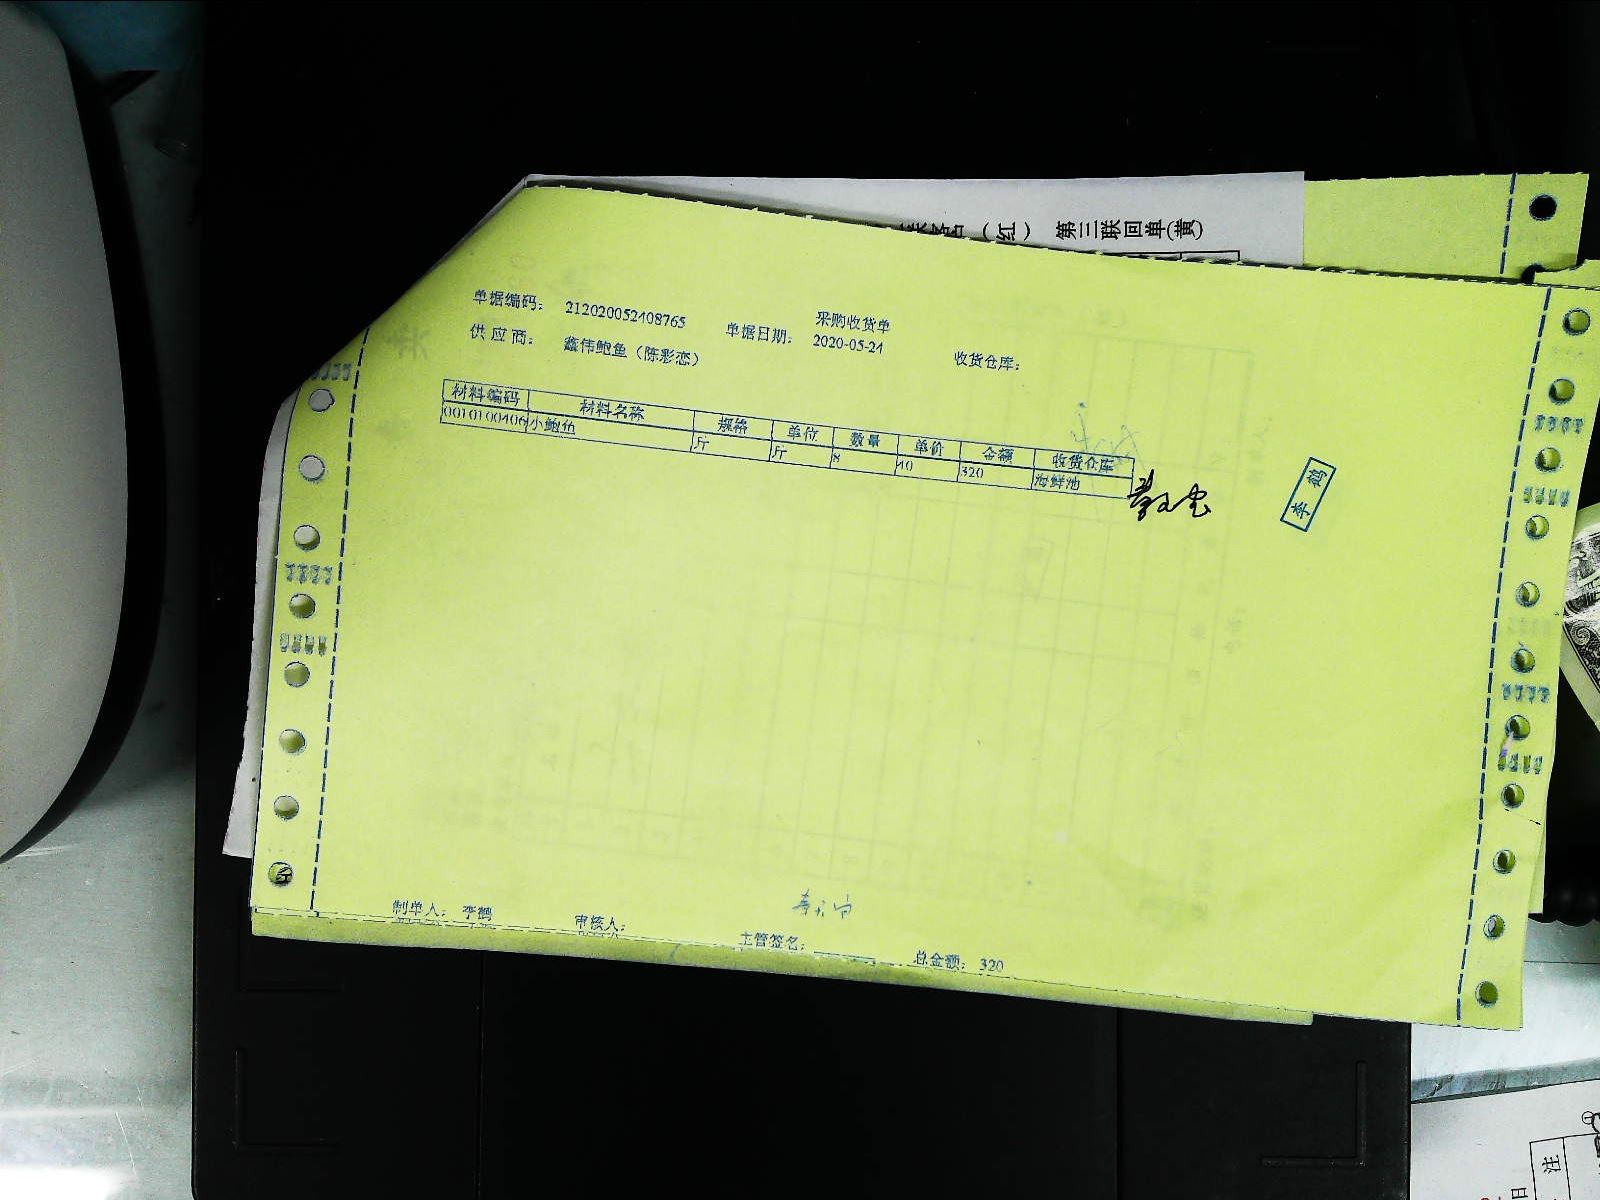 第三联回单(黄)
采购收货单
单据编码： 212020052408765 单据日期： 2020-05-24 收货仓库：
供 应 商： 鑫伟鲍鱼（陈彩恋）
材料编码 材料名称 规格 单位 数量 单价 金额 收货仓库
0010100406 小鲍鱼 斤 斤 8 40 320 海鲜池
李 鹤
制单人： 李鹤 审核人： 主管签名： 总金额： 320
注
日